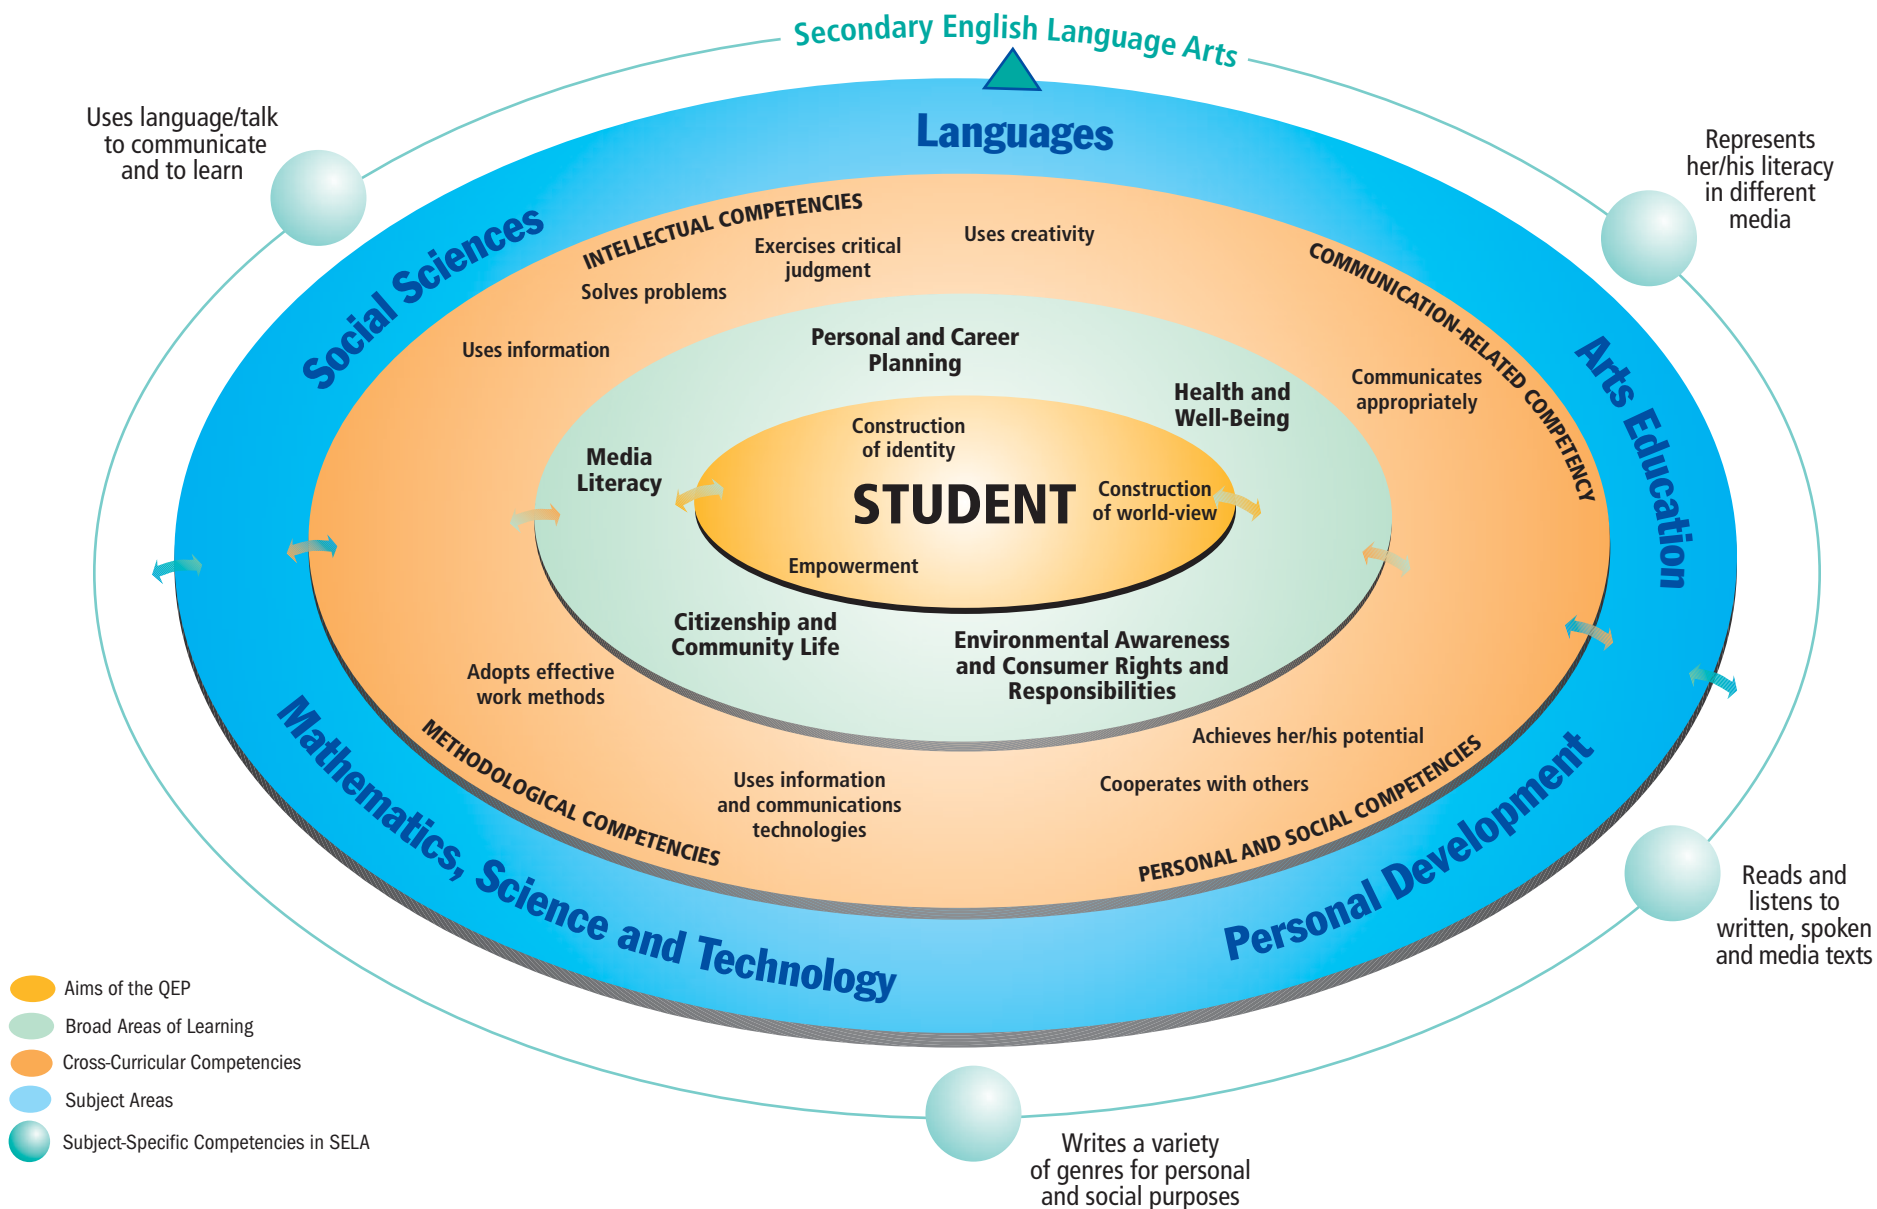 Secondary English Language Arts
Uses language/talk
to communicate
and to learn
Represents
her/his literacy
in different
media
Languages
Social Sciences
Arts Education
INTELLECTUAL COMPETENCIES
Exercises critical
judgment
Uses creativity
Solves problems
Uses information
COMMUNICATION-RELATED COMPETENCY
Communicates
appropriately
Personal and Career
Planning
Health and
Well-Being
Media
Literacy
Construction
of identity
STUDENT
Construction
of world-view
Empowerment
Citizenship and
Community Life
Environmental Awareness
and Consumer Rights and
Responsibilities
Adopts effective
work methods
METHODOLOGICAL COMPETENCIES
Uses information
and communications
technologies
Achieves her/his potential
Cooperates with others
PERSONAL AND SOCIAL COMPETENCIES
Mathematics, Science and Technology
Personal Development
Reads and
listens to
written, spoken
and media texts
Writes a variety
of genres for personal
and social purposes
Aims of the QEP
Broad Areas of Learning
Cross-Curricular Competencies
Subject Areas
Subject-Specific Competencies in SELA